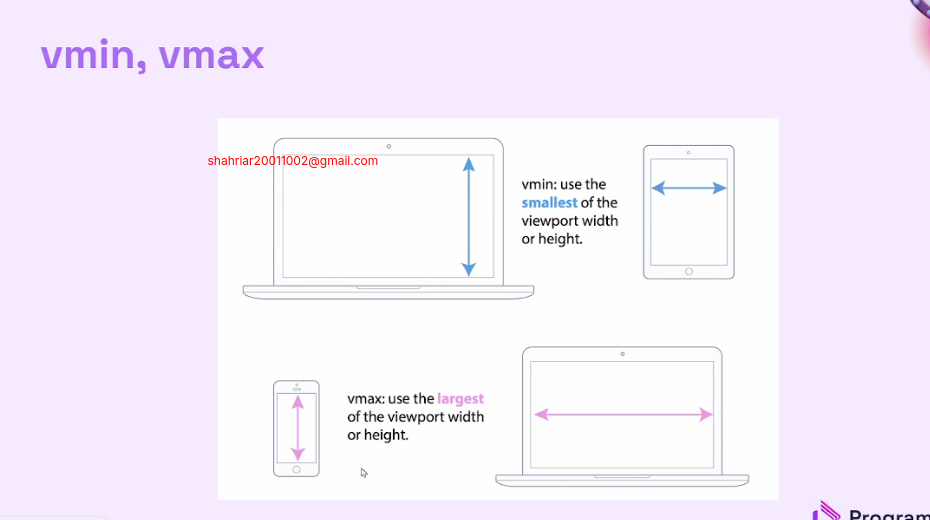 vmin, vmax
shahriar20011002@gmail.com
vmin: use the
smallest of the
viewport width
or height.
vmax: use the largest
of the viewport width
or height.
Program